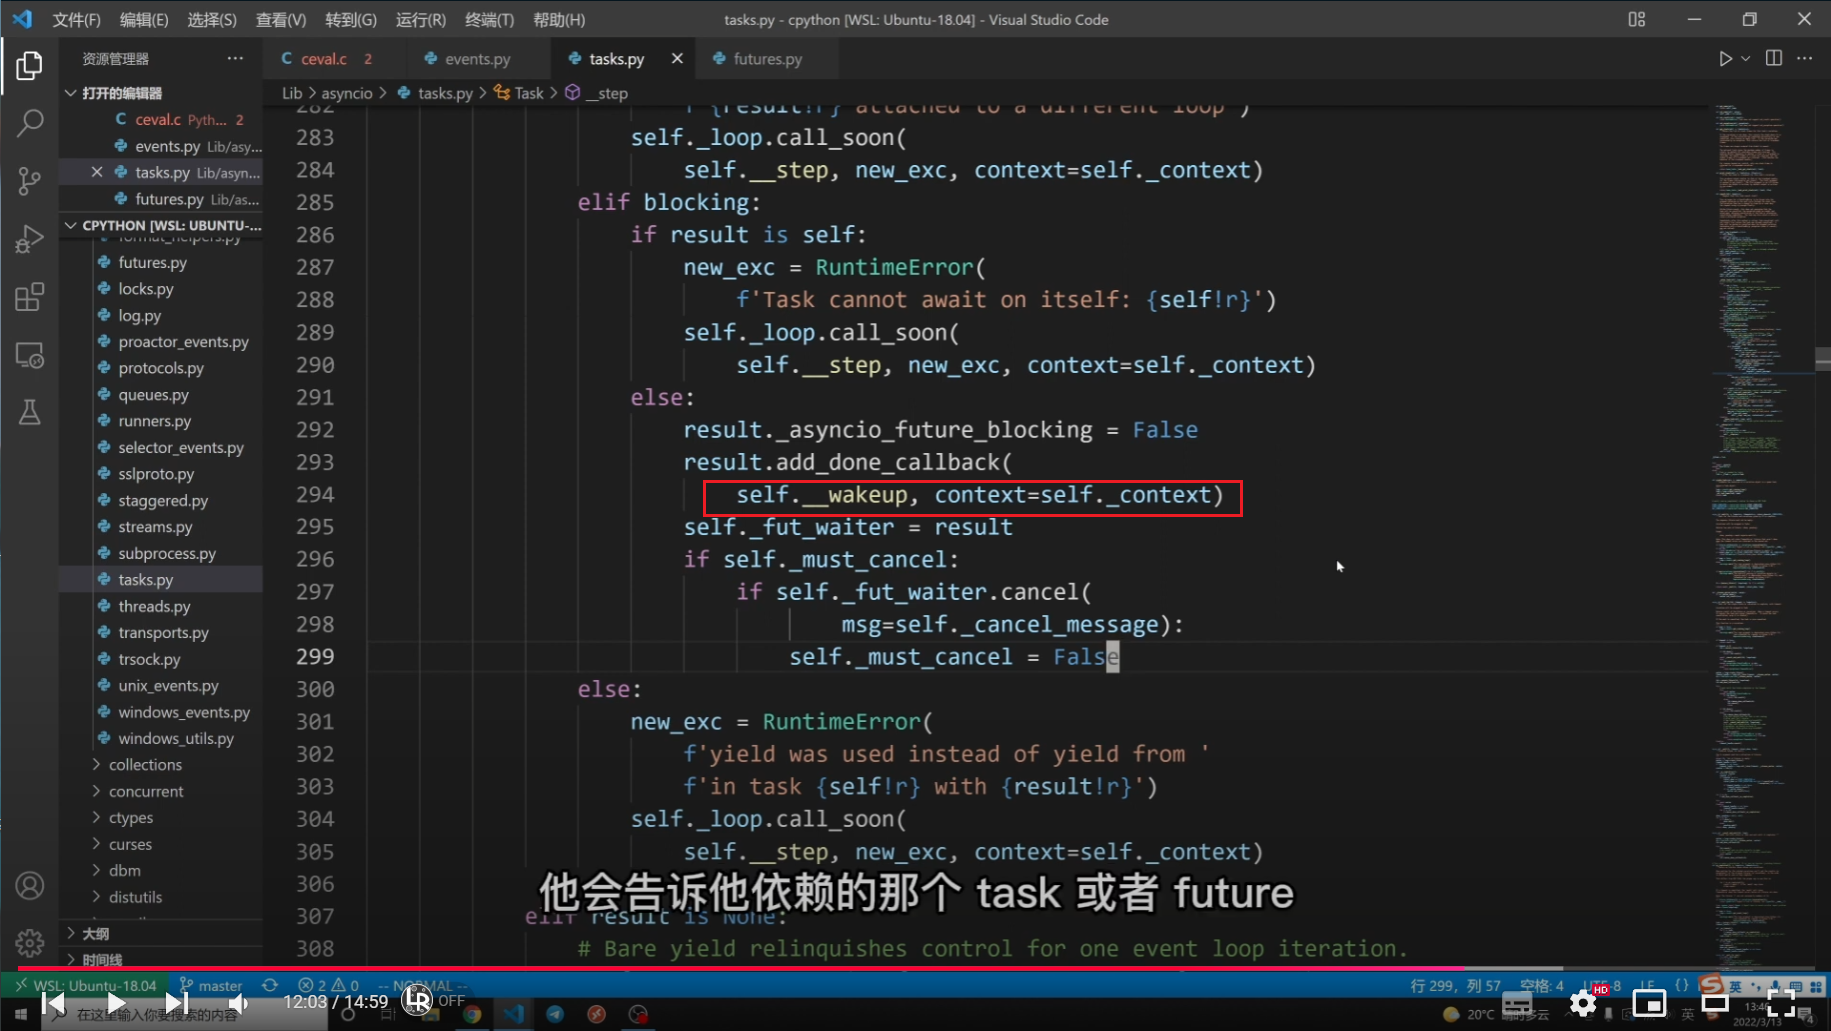 文件(F) 编辑(E) 选择(S) 查看(V) 转到(G) 运行(R) 终端(T) 帮助(H) tasks.py - cpython [WSL: Ubuntu-18.04] - Visual Studio Code
资源管理器 ··· C ceval.c 2 events.py tasks.py × futures.py
打开的编辑器 Lib > asyncio > tasks.py > Task > __step
C ceval.c Pyth... 2
events.py Lib/asy...
× tasks.py Lib/asyn...
futures.py Lib/as...
CPYTHON [WSL: UBUNTU-...
format_helpers.py
futures.py
locks.py
log.py
proactor_events.py
protocols.py
queues.py
runners.py
selector_events.py
sslproto.py
staggered.py
streams.py
subprocess.py
tasks.py
threads.py
transports.py
trsock.py
unix_events.py
windows_events.py
windows_utils.py
collections
concurrent
ctypes
curses
dbm
distutils
大纲
时间线
282 f'{result!r} attached to a different loop')
283 self._loop.call_soon(
284 self.__step, new_exc, context=self._context)
285 elif blocking:
286 if result is self:
287 new_exc = RuntimeError(
288 f'Task cannot await on itself: {self!r}')
289 self._loop.call_soon(
290 self.__step, new_exc, context=self._context)
291 else:
292 result._asyncio_future_blocking = False
293 result.add_done_callback(
294 self.__wakeup, context=self._context)
295 self._fut_waiter = result
296 if self._must_cancel:
297 if self._fut_waiter.cancel(
298 msg=self._cancel_message):
299 self._must_cancel = False
300 else:
301 new_exc = RuntimeError(
302 f'yield was used instead of yield from '
303 f'in task {self!r} with {result!r}')
304 self._loop.call_soon(
305 self.__step, new_exc, context=self._context)
306
他会告诉他依赖的那个 task 或者 future
307 elif result is None:
308 # Bare yield relinquishes control for one event loop iteration.
WSL: Ubuntu-18.04 master 2 0 -- NORMAL -- 行 299，列 57 空格: 4 UTF-8 LF {} 英
12:03 / 14:59 LR OFF HD
在这里输入你要搜索的内容 20°C 英 13:46
2022/3/13